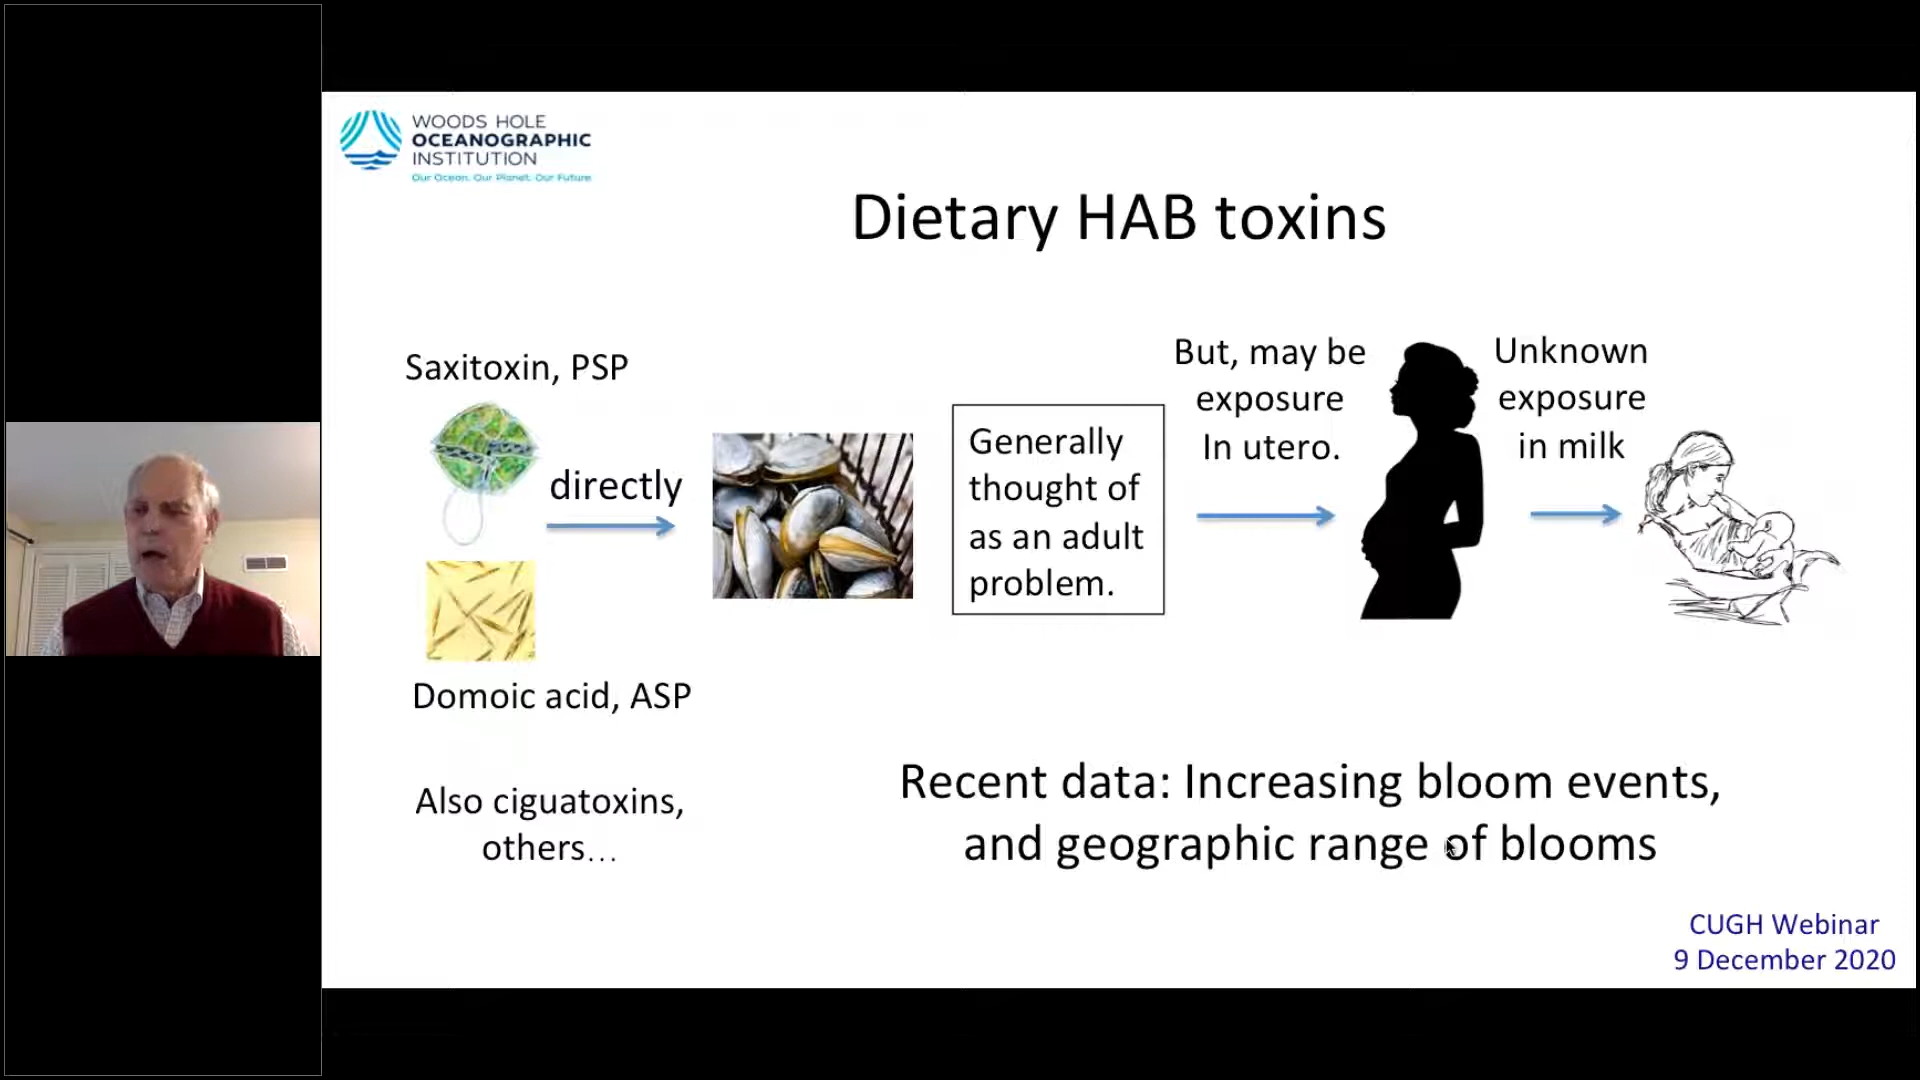 WOODS HOLE
OCEANOGRAPHIC
INSTITUTION
Our Ocean. Our Planet. Our Future.
Dietary HAB toxins
Saxitoxin, PSP
directly
Domoic acid, ASP
Also ciguatoxins,
others...
Generally
thought of
as an adult
problem.
But, may be
exposure
In utero.
Unknown
exposure
in milk
Recent data: Increasing bloom events,
and geographic range of blooms
CUGH Webinar
9 December 2020